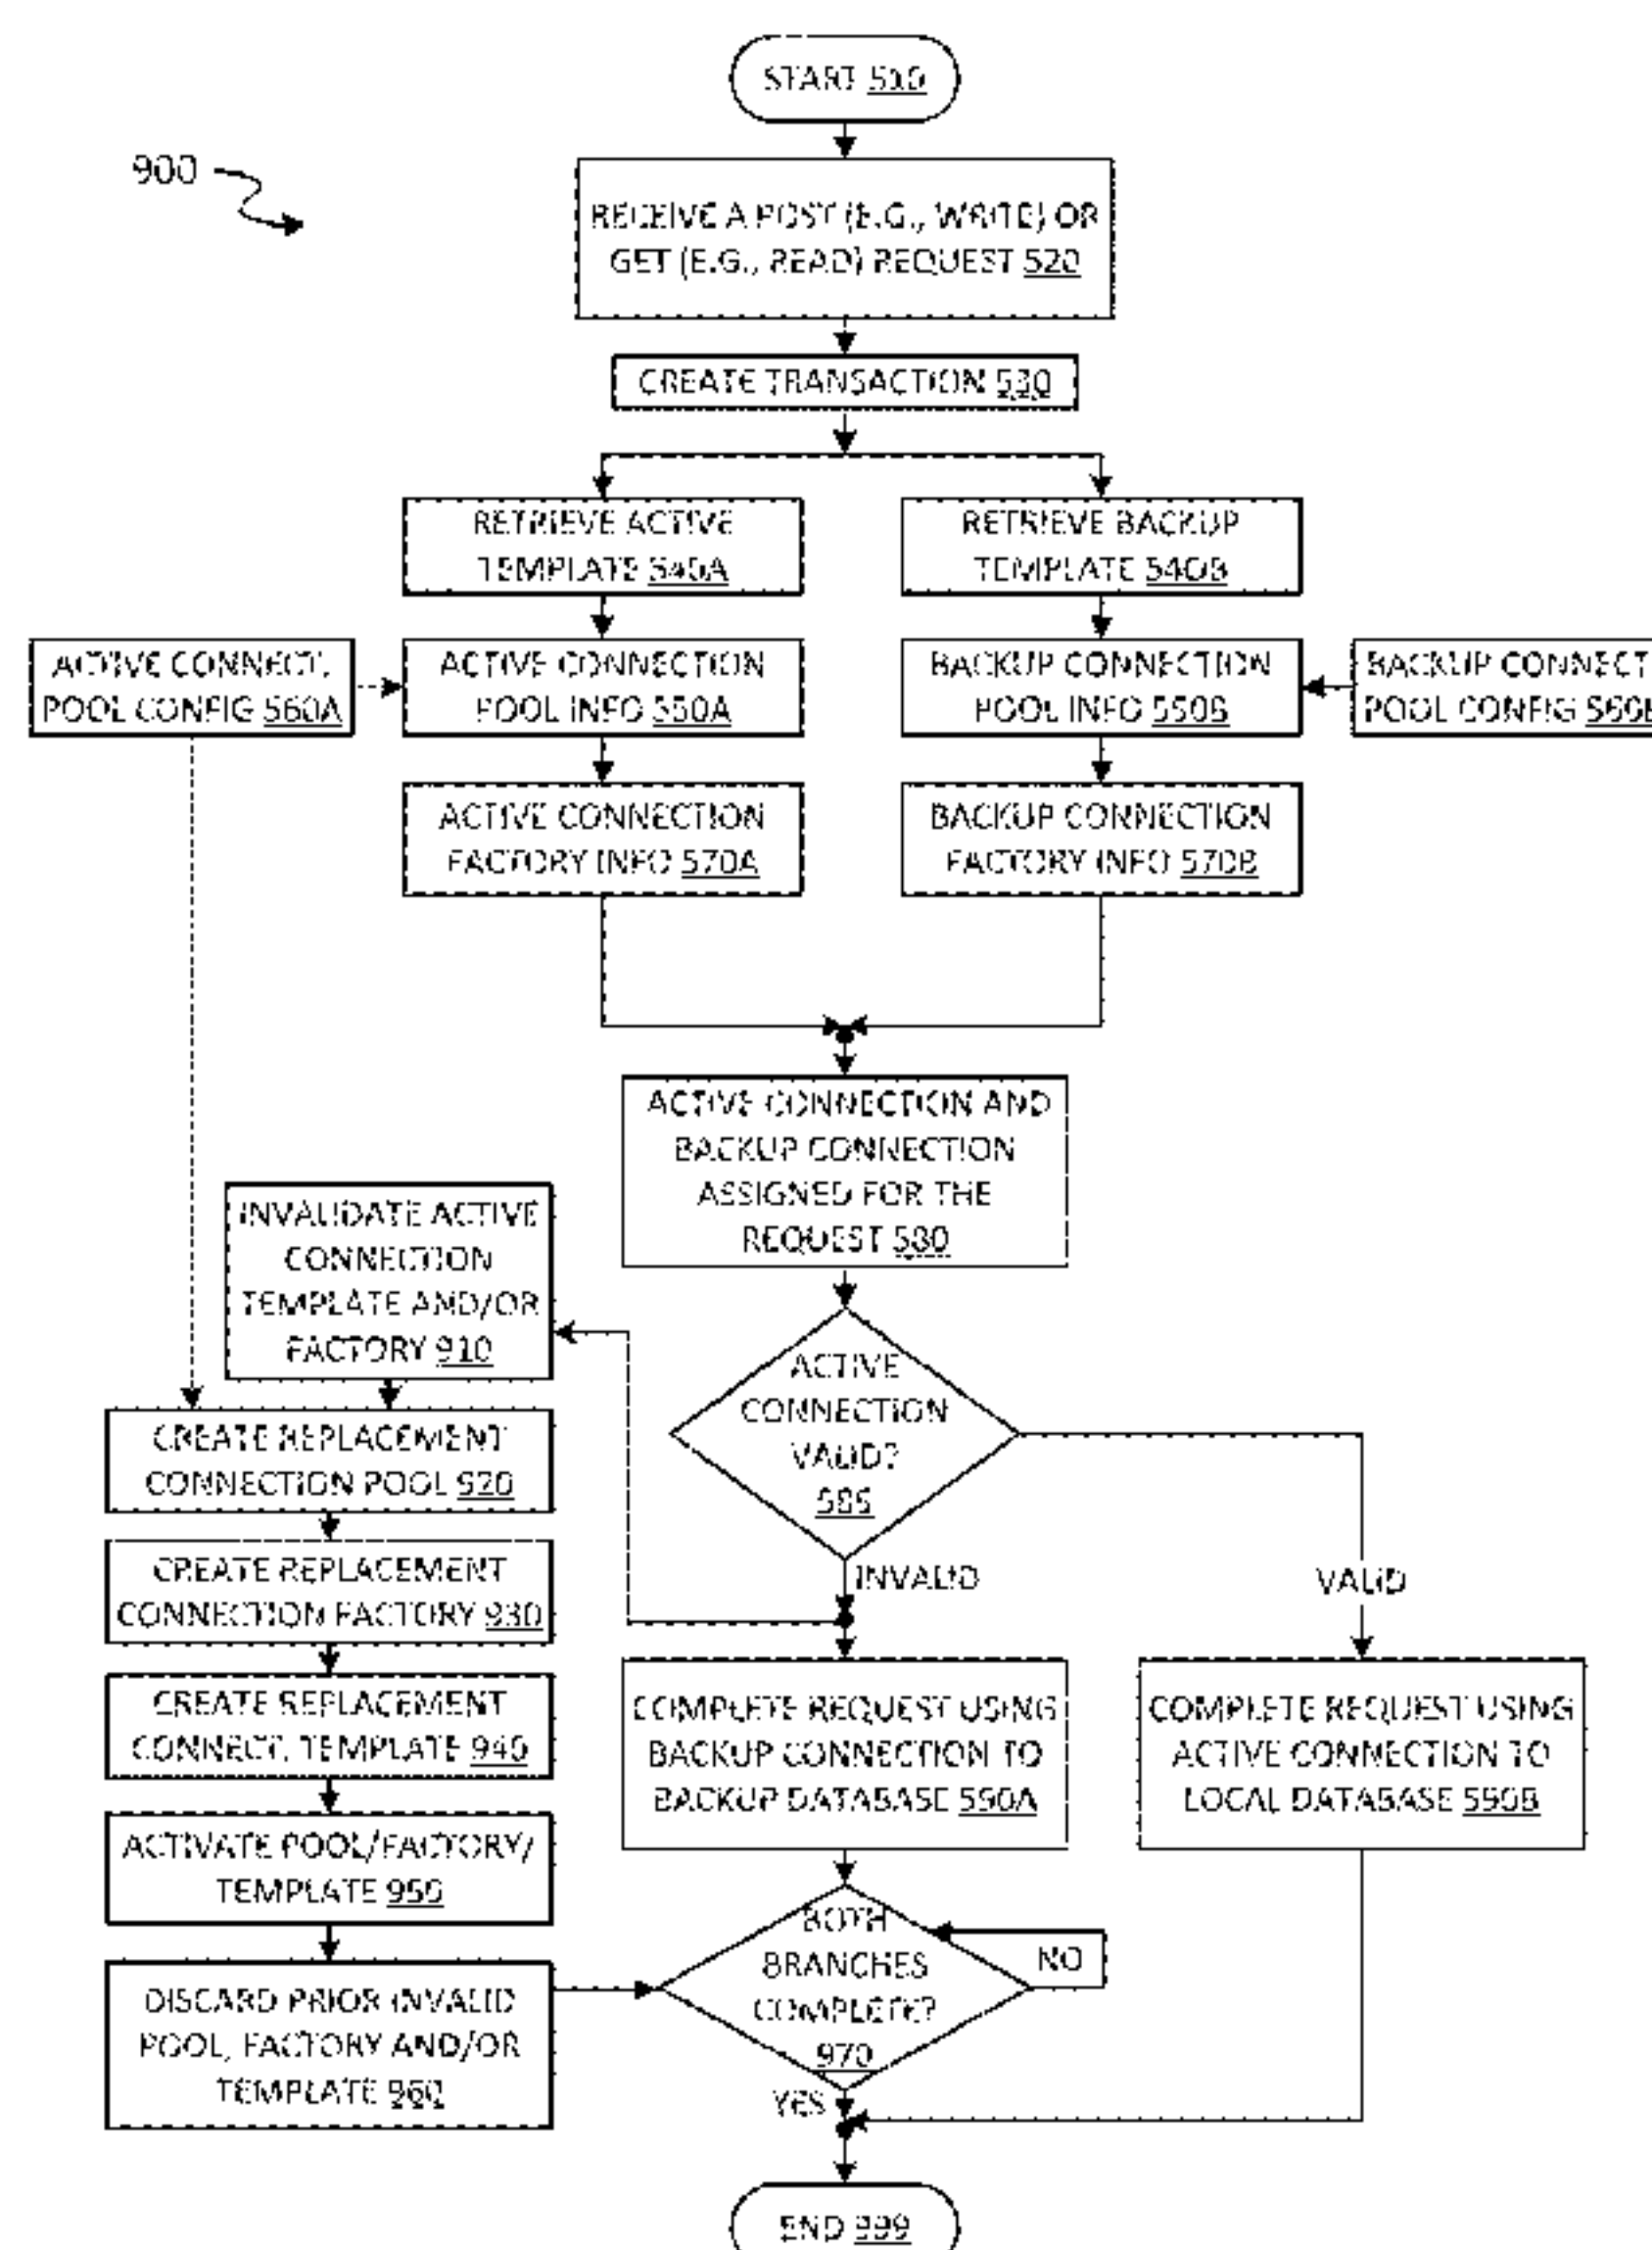 START 510
900
RECEIVE A POST (E.G., WRITE) OR
GET (E.G., READ) REQUEST 520
CREATE TRANSACTION 530
RETRIEVE ACTIVE
TEMPLATE 540A
RETRIEVE BACKUP
TEMPLATE 540B
ACTIVE CONNECT.
POOL CONFIG 560A
ACTIVE CONNECTION
POOL INFO 550A
BACKUP CONNECTION
POOL INFO 550B
BACKUP CONNECT
POOL CONFIG 560B
ACTIVE CONNECTION
FACTORY INFO 570A
BACKUP CONNECTION
FACTORY INFO 570B
ACTIVE CONNECTION AND
BACKUP CONNECTION
ASSIGNED FOR THE
REQUEST 580
INVALIDATE ACTIVE
CONNECTION
TEMPLATE AND/OR
FACTORY 910
ACTIVE
CONNECTION
VALID?
585
CREATE REPLACEMENT
CONNECTION POOL 920
INVALID
VALID
CREATE REPLACEMENT
CONNECTION FACTORY 930
CREATE REPLACEMENT
CONNECT. TEMPLATE 940
COMPLETE REQUEST USING
BACKUP CONNECTION TO
BACKUP DATABASE 590A
COMPLETE REQUEST USING
ACTIVE CONNECTION TO
LOCAL DATABASE 590B
ACTIVATE POOL/FACTORY/
TEMPLATE 950
BOTH
BRANCHES
COMPLETE?
970
NO
DISCARD PRIOR INVALID
POOL, FACTORY AND/OR
TEMPLATE 960
YES
END 999